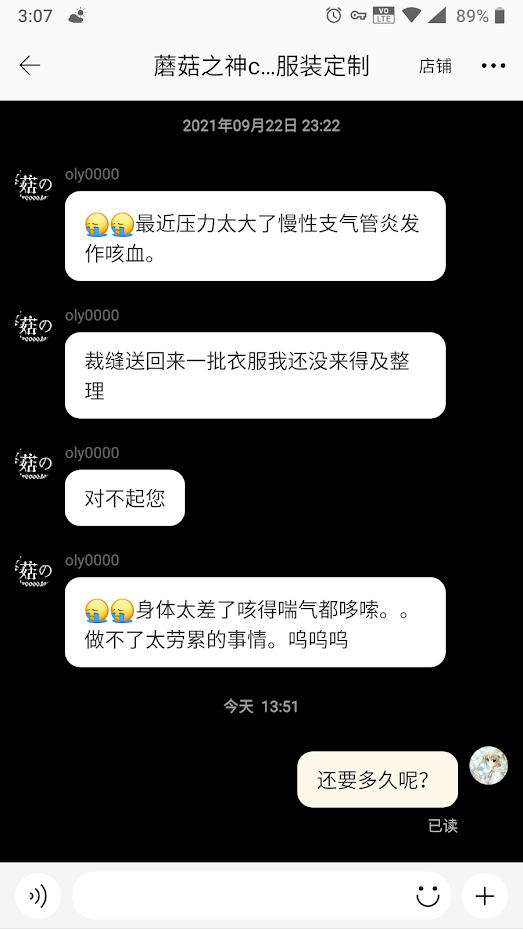 3:07
VO
LTE
89%
蘑菇之神c...服装定制
店铺
2021年09月22日 23:22
菇の
oly0000
😭😭最近压力太大了慢性支气管炎发
作咳血。
菇の
oly0000
裁缝送回来一批衣服我还没来得及整
理
菇の
oly0000
对不起您
菇の
oly0000
😭😭身体太差了咳得喘气都哆嗦。。
做不了太劳累的事情。呜呜呜
今天 13:51
还要多久呢？
已读